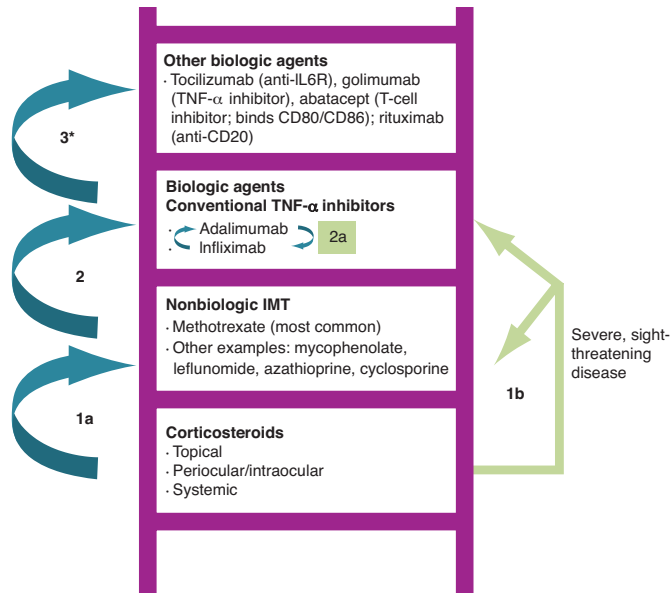 Other biologic agents
· Tocilizumab (anti-IL6R), golimumab
(TNF-α inhibitor), abatacept (T-cell
inhibitor; binds CD80/CD86); rituximab
(anti-CD20)
3*
Biologic agents
Conventional TNF-α inhibitors
· Adalimumab
· Infliximab
2a
2
Nonbiologic IMT
· Methotrexate (most common)
· Other examples: mycophenolate,
leflunomide, azathioprine, cyclosporine
Severe, sight-
threatening
disease
1b
1a
Corticosteroids
· Topical
· Periocular/intraocular
· Systemic